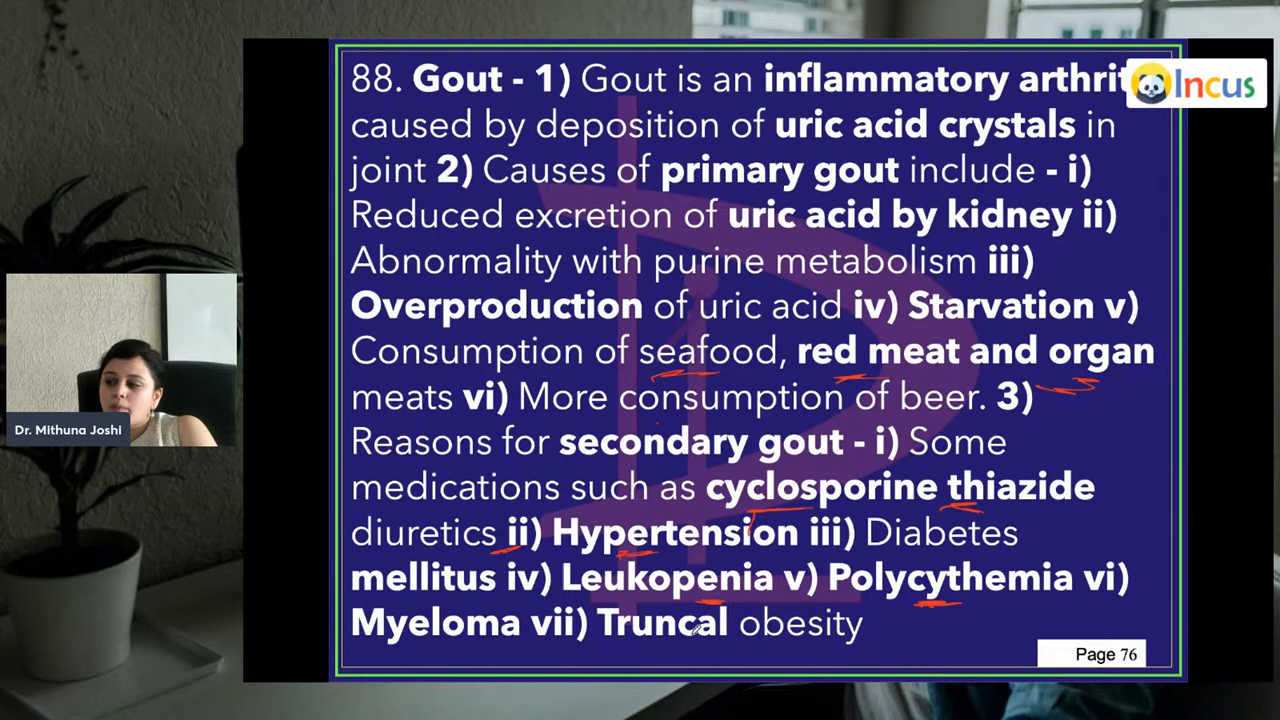 88. Gout - 1) Gout is an inflammatory arthrit
caused by deposition of uric acid crystals in
joint 2) Causes of primary gout include - i)
Reduced excretion of uric acid by kidney ii)
Abnormality with purine metabolism iii)
Overproduction of uric acid iv) Starvation v)
Consumption of seafood, red meat and organ
meats vi) More consumption of beer. 3)
Reasons for secondary gout - i) Some
medications such as cyclosporine thiazide
diuretics ii) Hypertension iii) Diabetes
mellitus iv) Leukopenia v) Polycythemia vi)
Myeloma vii) Truncal obesity
Page 76
Incus
Dr. Mithuna Joshi